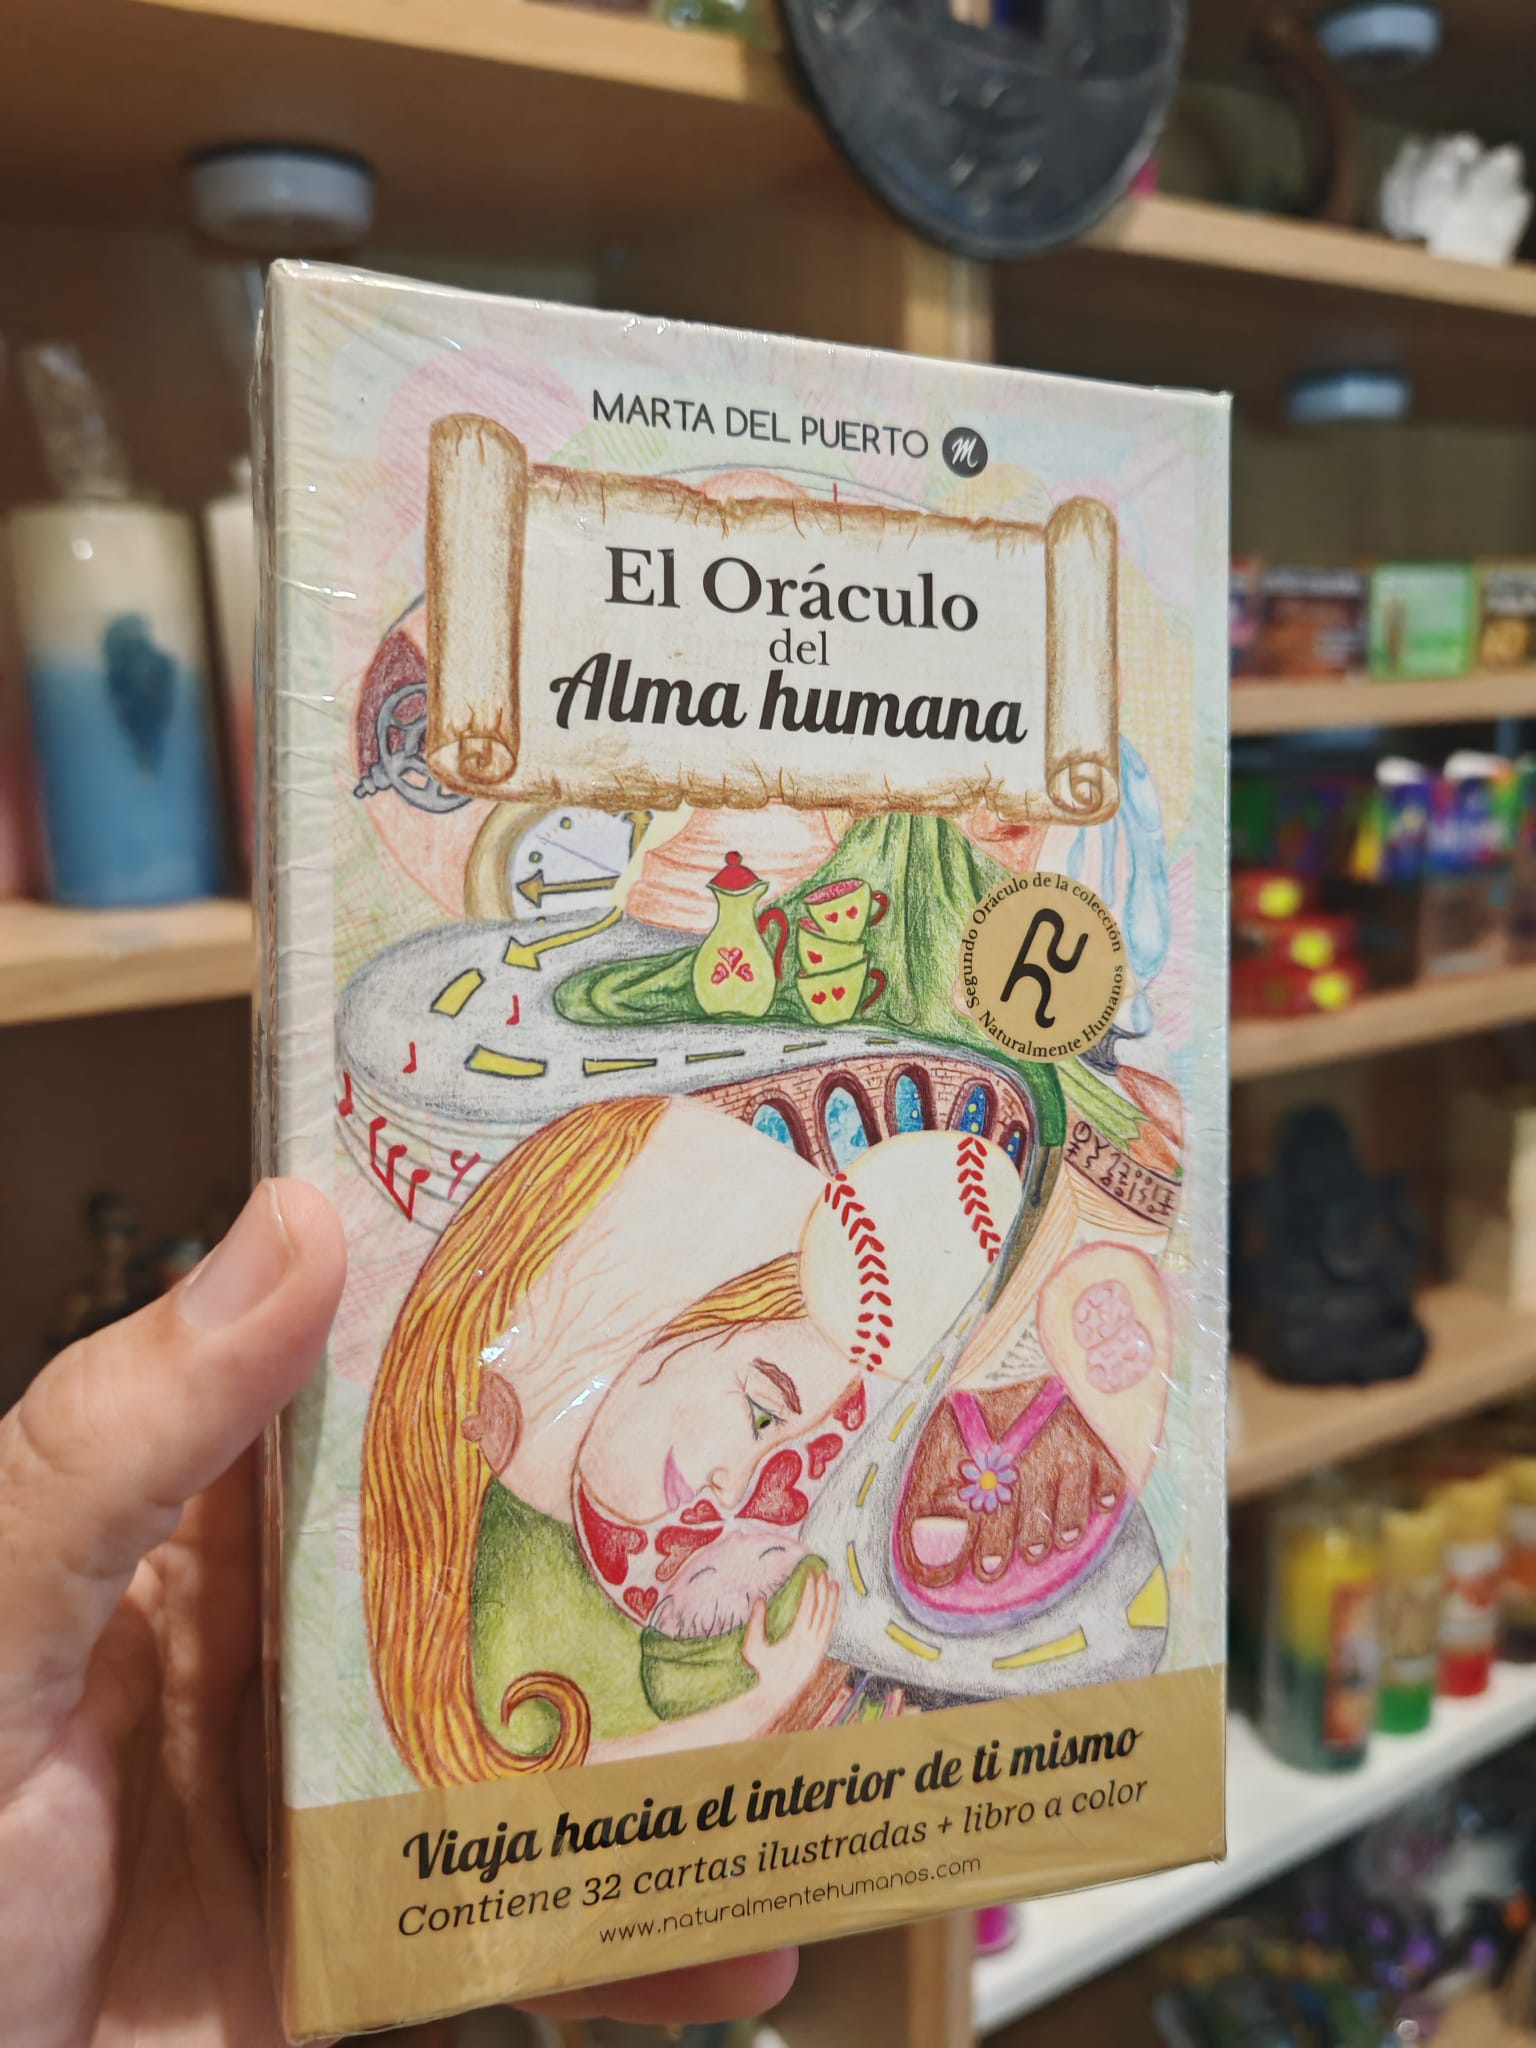 MARTA DEL PUERTO M
El Oráculo
del
Alma humana
Segundo Oráculo de la colección
Naturalmente Humanos
Viaja hacia el interior de ti mismo
Contiene 32 cartas ilustradas + libro a color
www.naturalmentehumanos.com